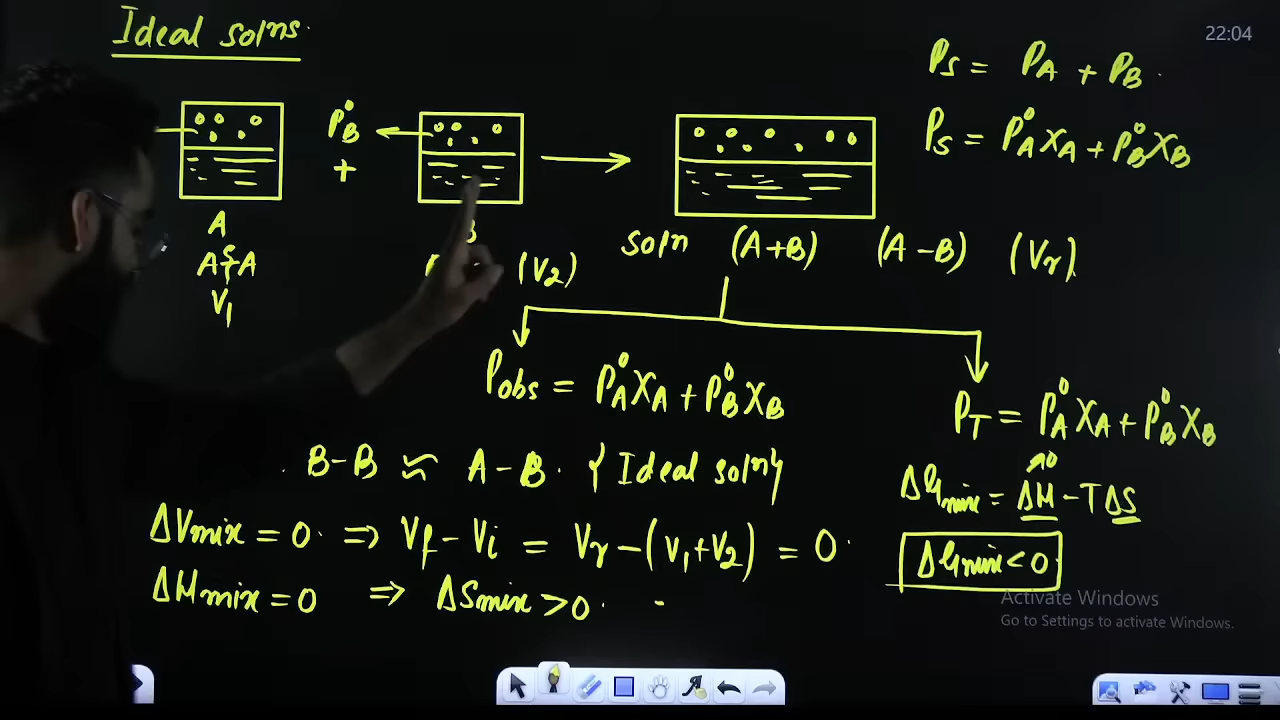 Ideal solns.
22:04
Ps = PA + PB.
P°B
+
Ps = P°A XA + P°B XB
A
A-A
V1
B
(V2)
soln (A+B) (A-B) (Vr)
Pobs = P°A XA + P°B XB
PT = P°A XA + P°B XB
B-B ≈ A-B. {Ideal soln}
ΔGmix = ΔH - TΔS
ΔVmix = 0. ⇒ Vf - Vi = Vr - (V1+V2) = 0.
ΔGmix < 0
ΔHmix = 0 ⇒ ΔSmix > 0.
Activate Windows
Go to Settings to activate Windows.